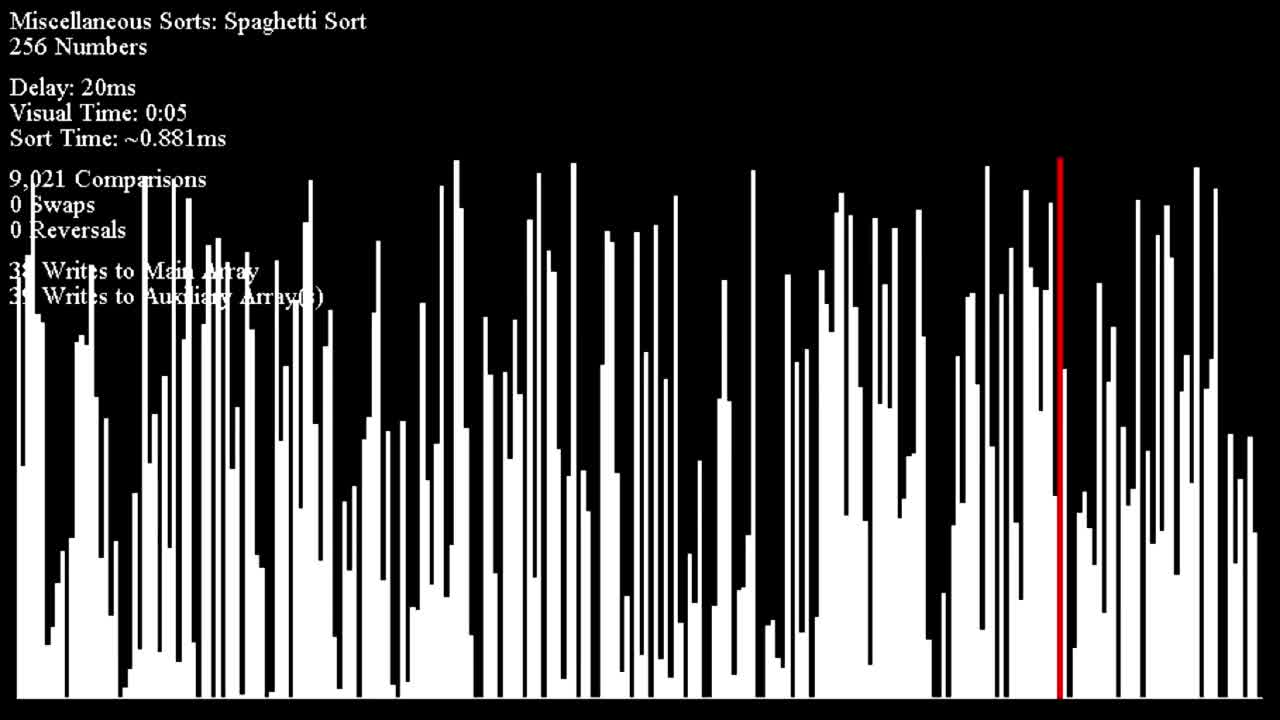 Miscellaneous Sorts: Spaghetti Sort
256 Numbers
Delay: 20ms
Visual Time: 0:05
Sort Time: ~0.881ms
9,021 Comparisons
0 Swaps
0 Reversals
Writes to Main Array
Writes to Auxiliary Array(s)